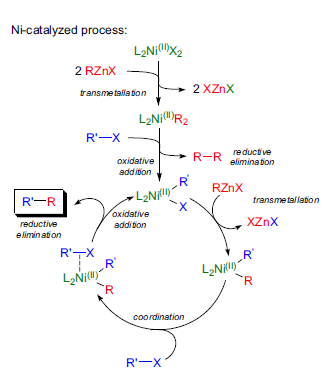 Ni-catalyzed process:
L₂Ni⁽ᴵᴵ⁾X₂
2 RZnX
transmetallation
2 XZnX
L₂Ni⁽ᴵᴵ⁾R₂
R'—X
oxidative
addition
R—R
reductive
elimination
L₂Ni⁽ᴵᴵ⁾
R'
X
RZnX
transmetallation
XZnX
R'—R
reductive
elimination
oxidative
addition
R'—X
L₂Ni⁽ᴵᴵ⁾
R'
R
L₂Ni⁽ᴵᴵ⁾
R'
R
coordination
R'—X